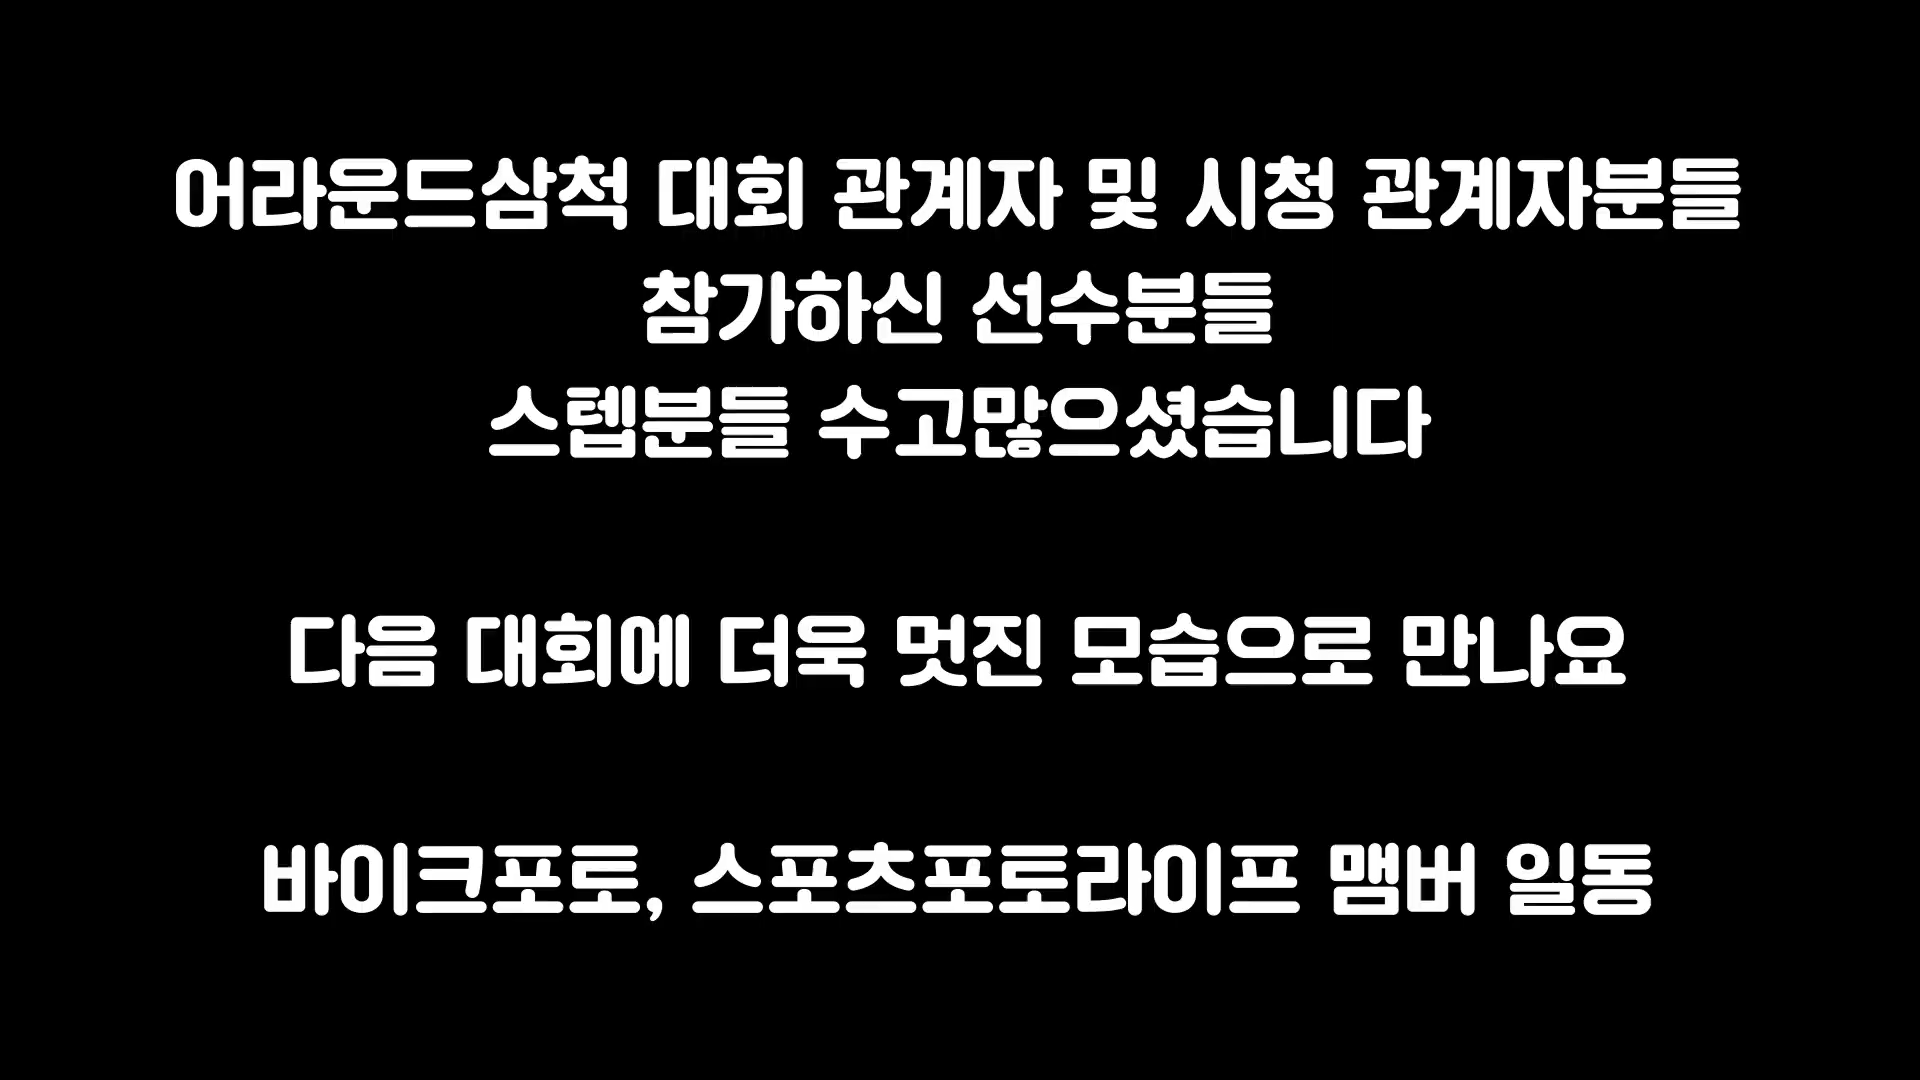 어라운드삼척 대회 관계자 및 시청 관계자분들
참가하신 선수분들
스텝분들 수고많으셨습니다
다음 대회에 더욱 멋진 모습으로 만나요
바이크포토, 스포츠포토라이프 맴버 일동